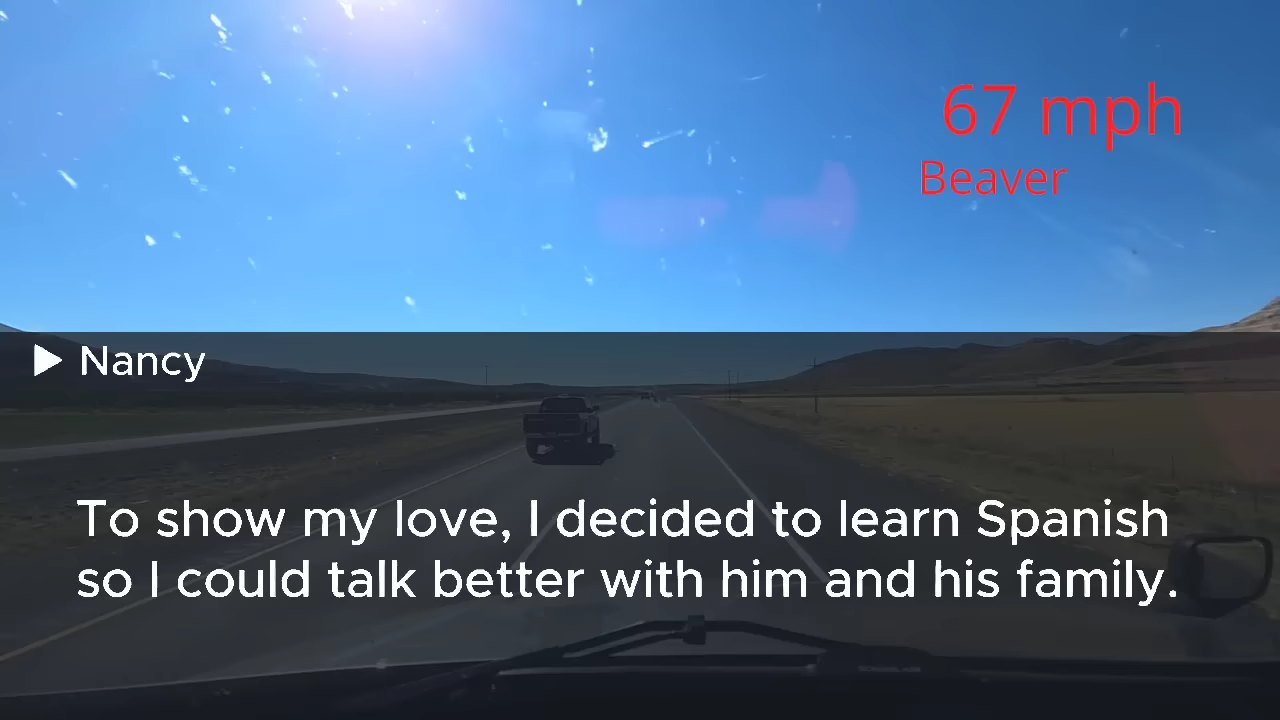 67 mph
Beaver
Nancy
To show my love, I decided to learn Spanish
so I could talk better with him and his family.